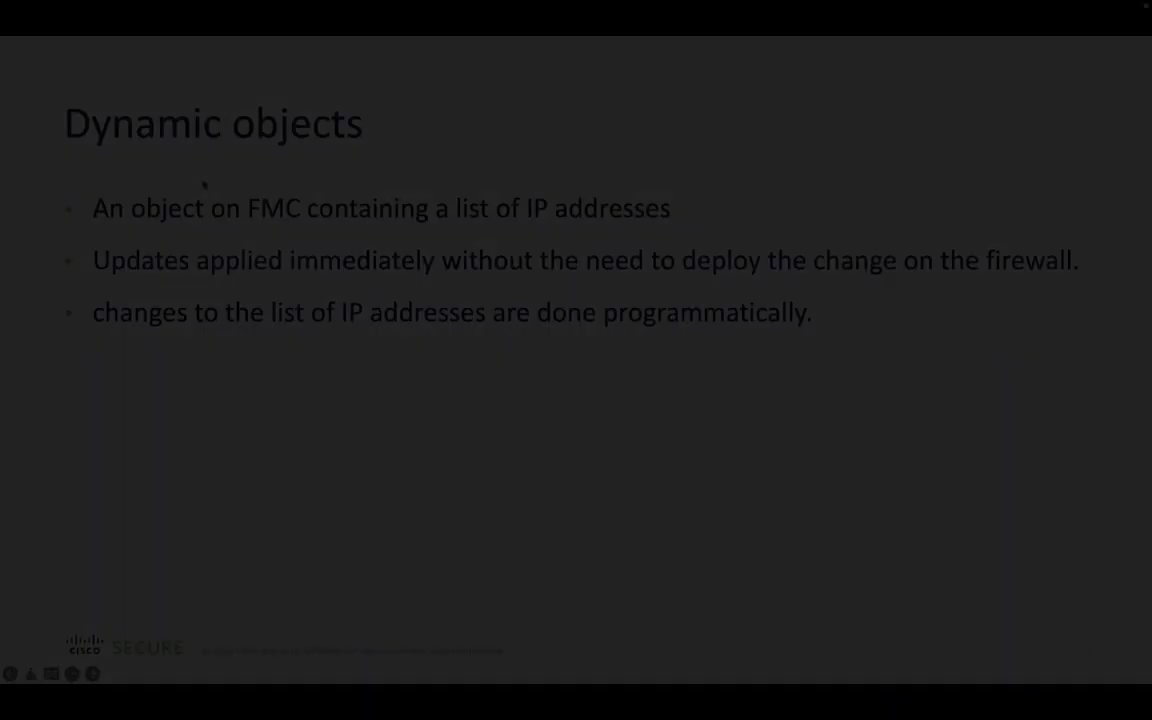 Dynamic objects
An object on FMC containing a list of IP addresses
Updates applied immediately without the need to deploy the change on the firewall.
changes to the list of IP addresses are done programmatically.
cisco SECURE